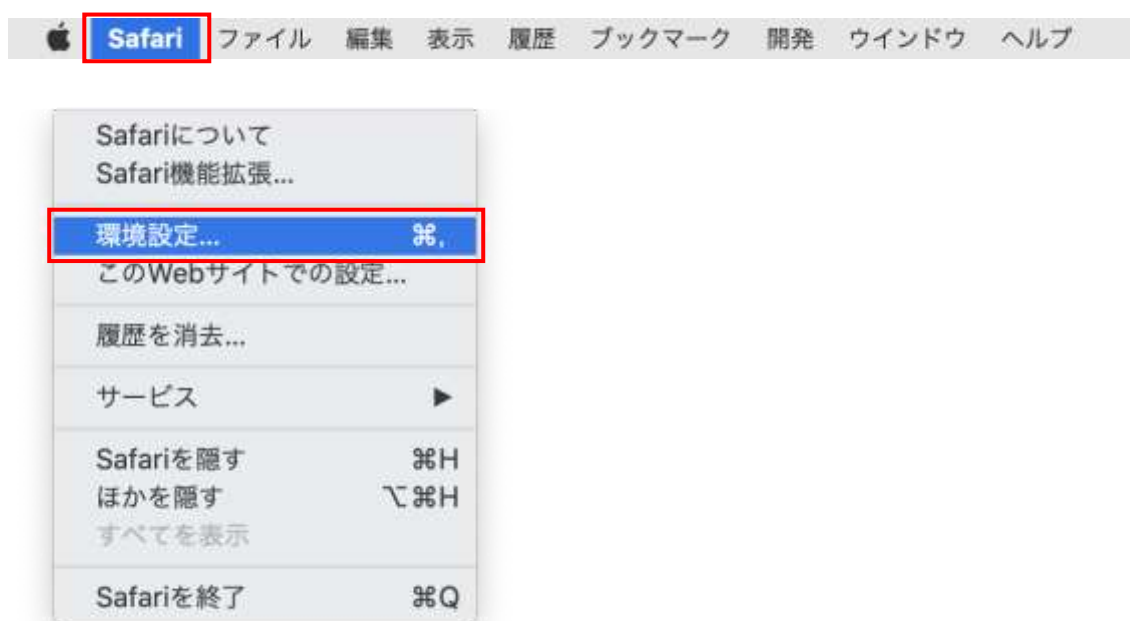 Safari ファイル 編集 表示 履歴 ブックマーク 開発 ウインドウ ヘルプ
Safariについて
Safari機能拡張...
環境設定... ⌘,
このWebサイトでの設定...
履歴を消去...
サービス ▶
Safariを隠す ⌘H
ほかを隠す ⌥⌘H
すべてを表示
Safariを終了 ⌘Q